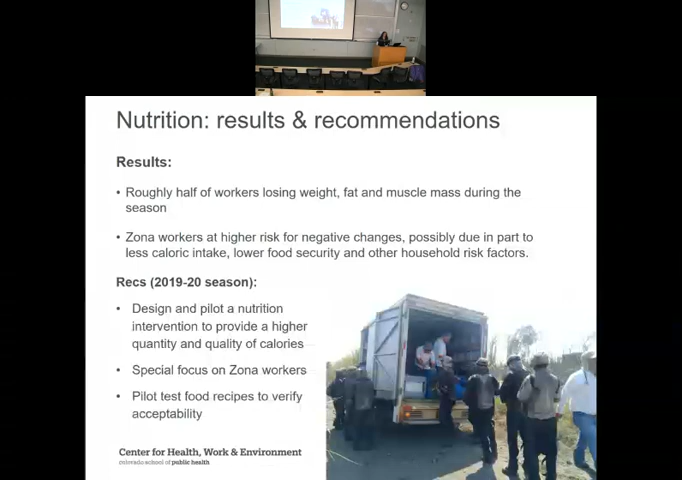 Nutrition: results & recommendations
Results:
• Roughly half of workers losing weight, fat and muscle mass during the
season
• Zona workers at higher risk for negative changes, possibly due in part to
less caloric intake, lower food security and other household risk factors.
Recs (2019-20 season):
• Design and pilot a nutrition
intervention to provide a higher
quantity and quality of calories
• Special focus on Zona workers
• Pilot test food recipes to verify
acceptability
Center for Health, Work & Environment
colorado school of public health